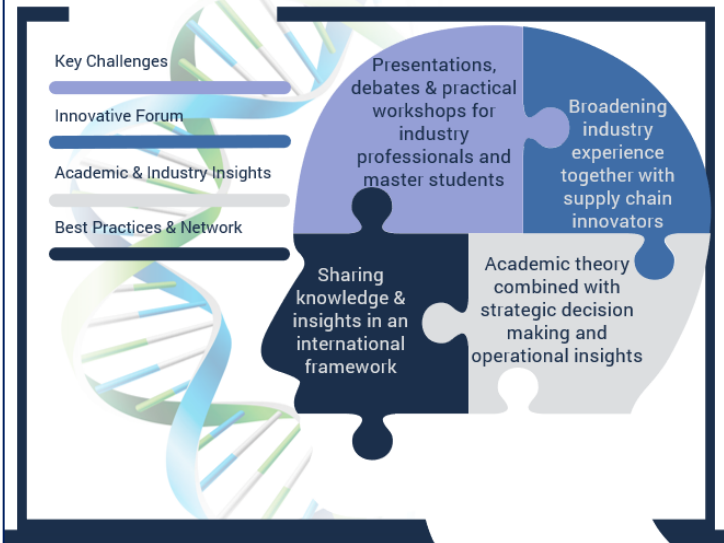 Key Challenges
Innovative Forum
Academic & Industry Insights
Best Practices & Network
Presentations,
debates & practical
workshops for
industry
professionals and
master students
Broadening
industry
experience
together with
supply chain
innovators
Sharing
knowledge &
insights in an
international
framework
Academic theory
combined with
strategic decision
making and
operational insights